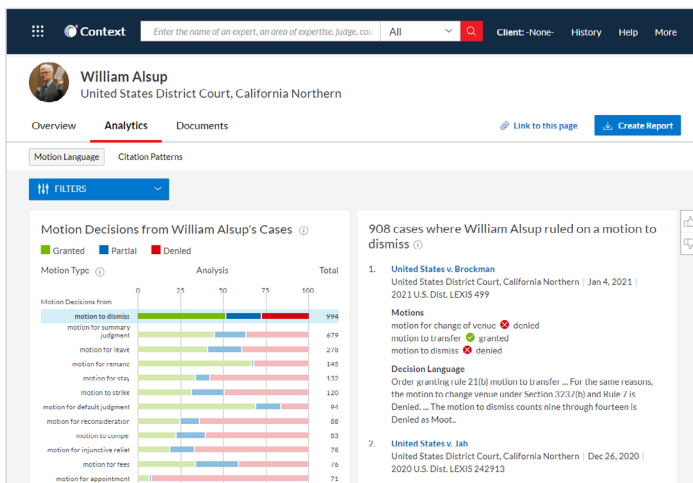 Context
Enter the name of an expert, an area of expertise, judge, cou
All
Client: -None-
History
Help
More
William Alsup
United States District Court, California Northern
Overview
Analytics
Documents
Link to this page
Create Report
Motion Language
Citation Patterns
FILTERS
Motion Decisions from William Alsup's Cases
Granted
Partial
Denied
Motion Type
Analysis
Total
0
25
50
75
100
Motion Decisions from
motion to dismiss
994
motion for summary
judgment
679
motion for leave
278
motion for remand
145
motion for stay
132
motion to strike
120
motion for default judgment
94
motion for reconsideration
88
motion to compel
83
motion for injunctive relief
78
motion for fees
76
motion for appointment
71
908 cases where William Alsup ruled on a motion to
dismiss
1.
United States v. Brockman
United States District Court, California Northern | Jan 4, 2021 |
2021 U.S. Dist. LEXIS 499
Motions
motion for change of venue denied
motion to transfer granted
motion to dismiss denied
Decision Language
Order granting rule 21(b) motion to transfer ... For the same reasons,
the motion to change venue under Section 3237(b) and Rule 7 is
Denied. ... The motion to dismiss counts nine through fourteen is
Denied as Moot..
2.
United States v. Jah
United States District Court, California Northern | Dec 26, 2020 |
2020 U.S. Dist. LEXIS 242913